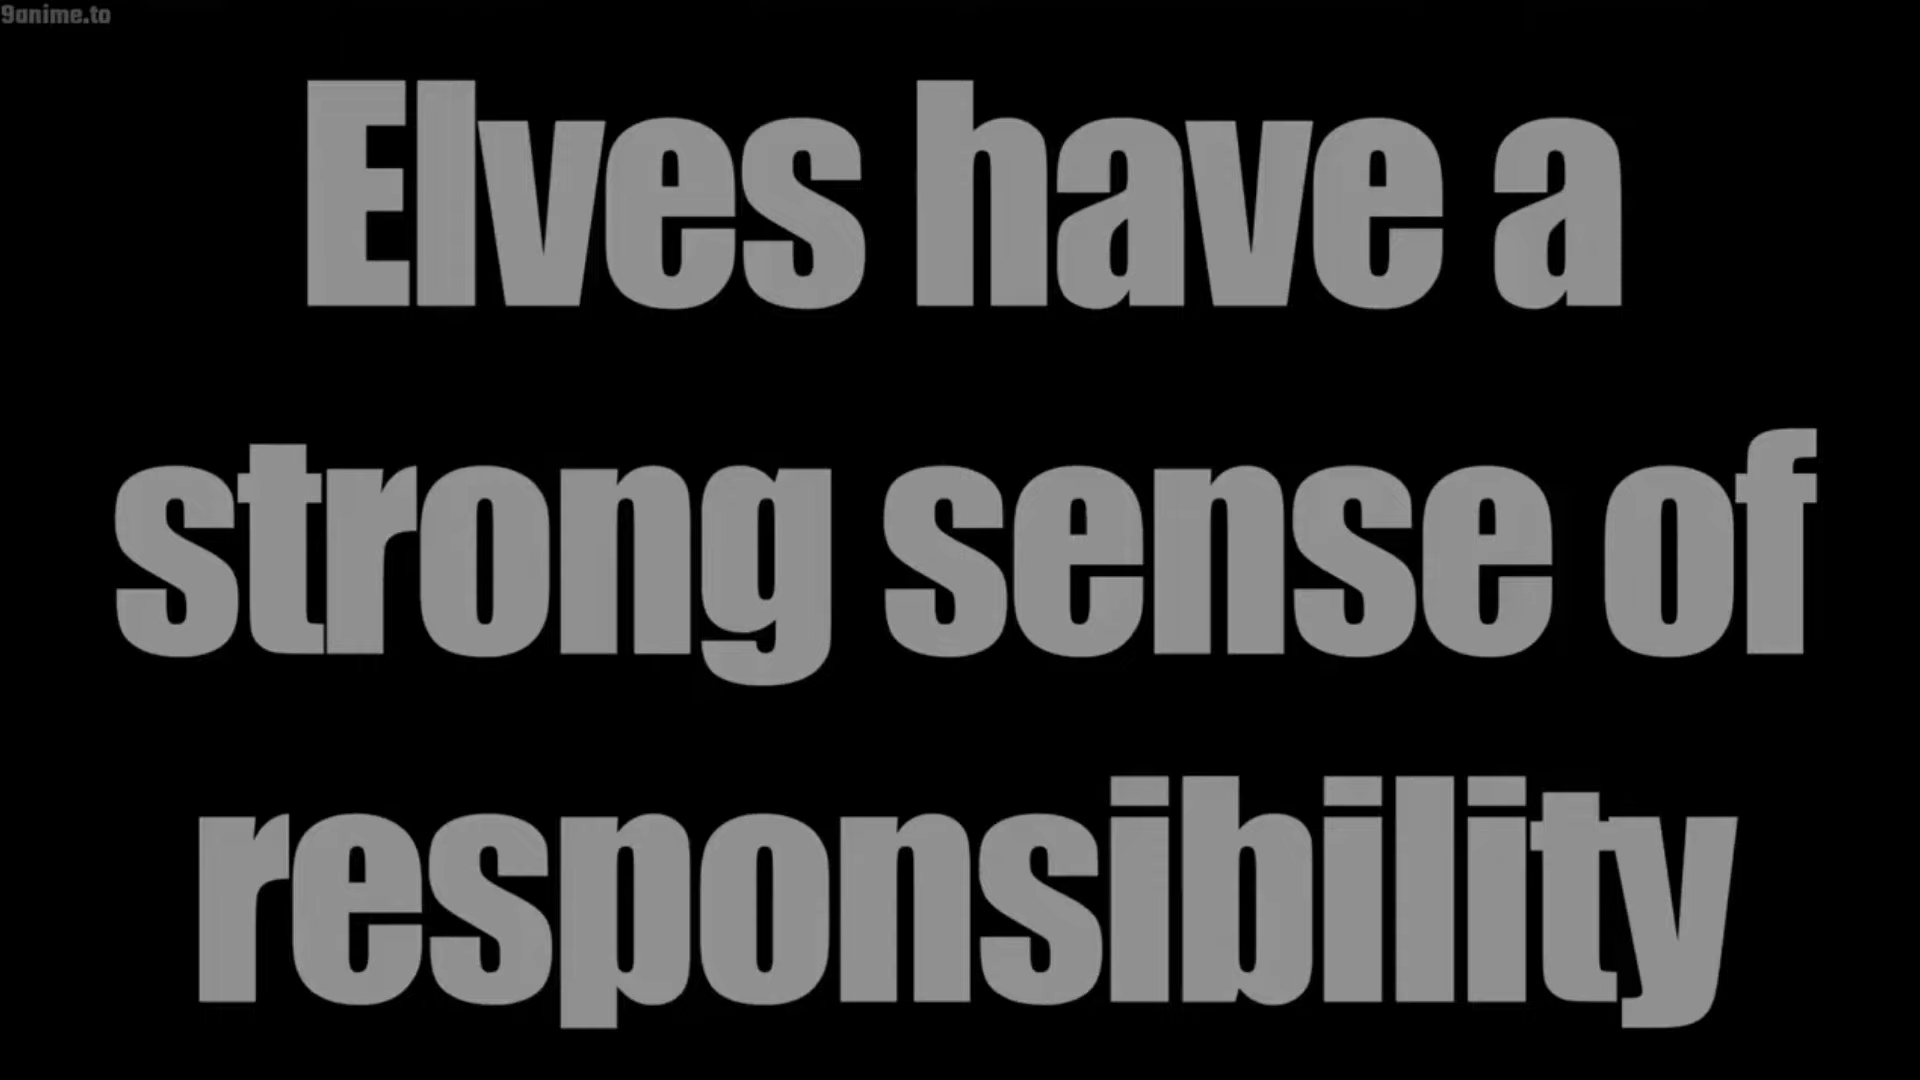 9anime.to
Elves have a
strong sense of
responsibility